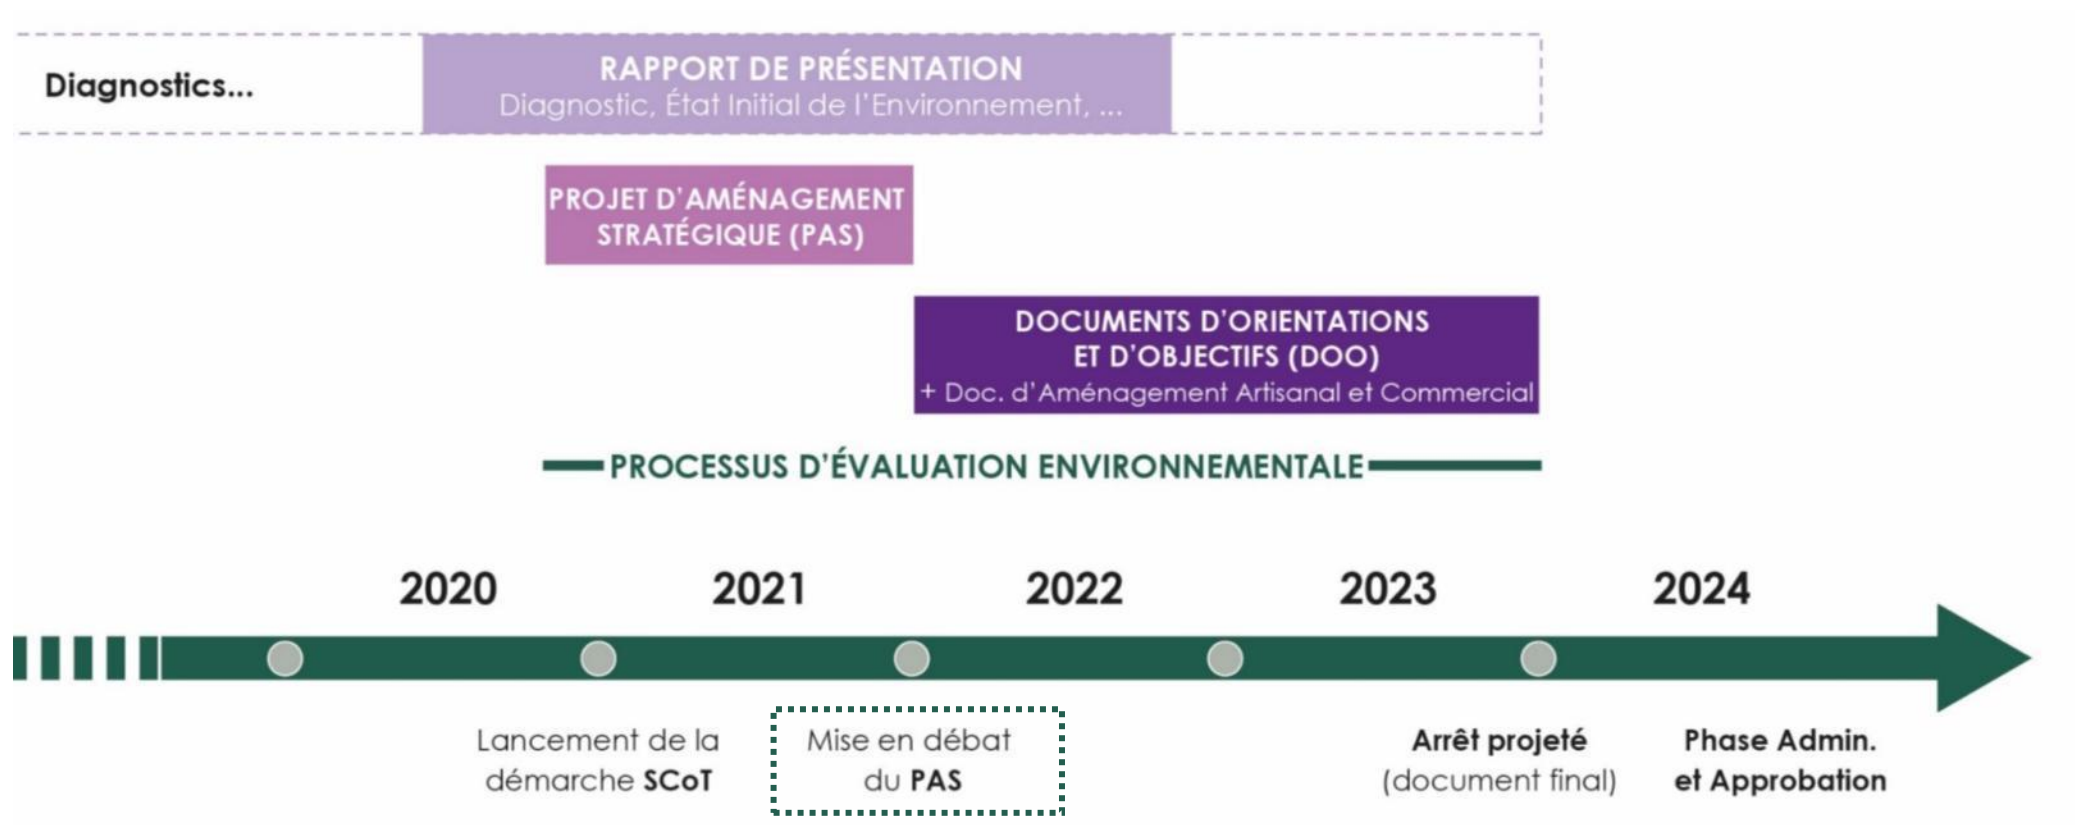 Diagnostics...
RAPPORT DE PRÉSENTATION
Diagnostic, État Initial de l'Environnement, ...
PROJET D'AMÉNAGEMENT
STRATÉGIQUE (PAS)
DOCUMENTS D'ORIENTATIONS
ET D'OBJECTIFS (DOO)
+ Doc. d'Aménagement Artisanal et Commercial
PROCESSUS D'ÉVALUATION ENVIRONNEMENTALE
2020 2021 2022 2023 2024
Lancement de la
démarche SCoT
Mise en débat
du PAS
Arrêt projeté
(document final)
Phase Admin.
et Approbation